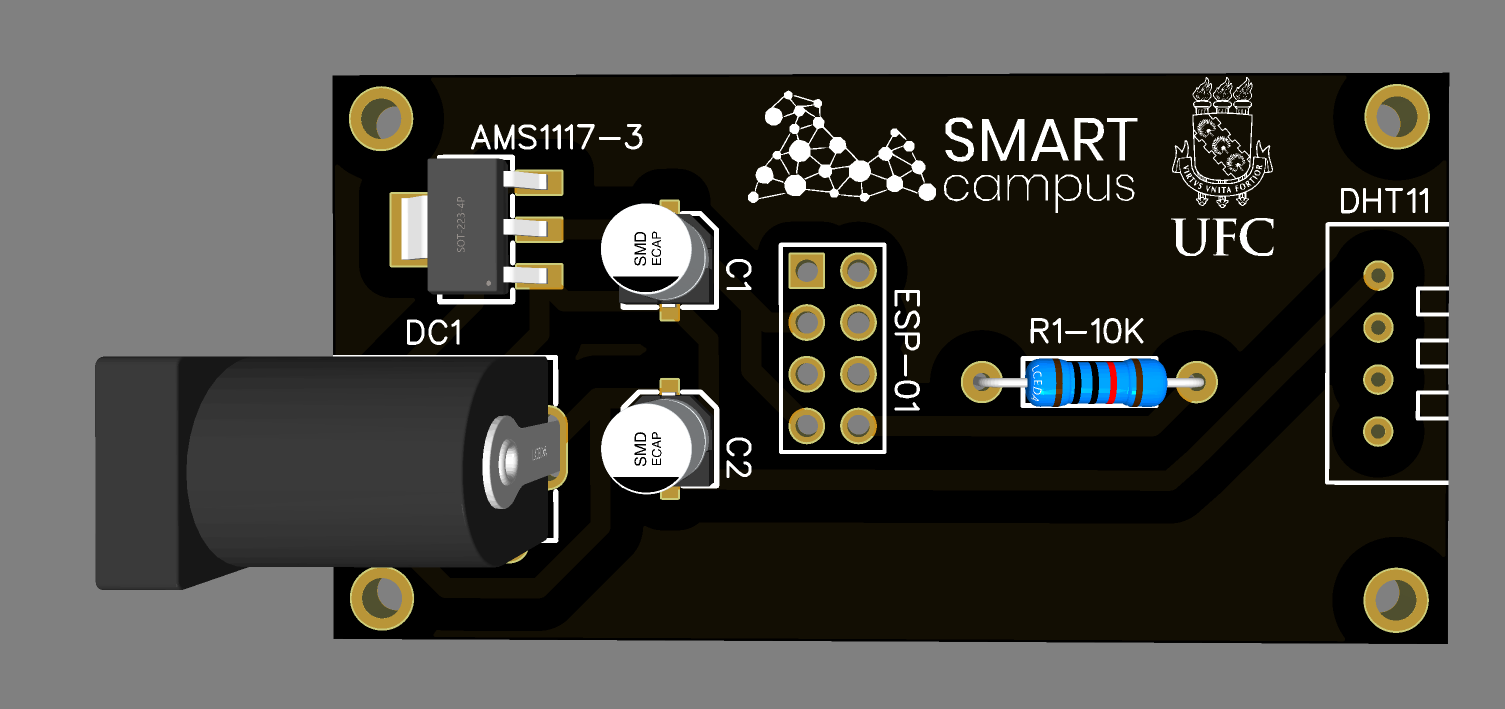 AMS1117-3
SOT-223-4P
SMART
campus
VIRTVS VNITA FORTIOR
UFC
DHT11
SMD
ECAP
C1
ESP-01
DC1
R1-10K
SMD
ECAP
C2